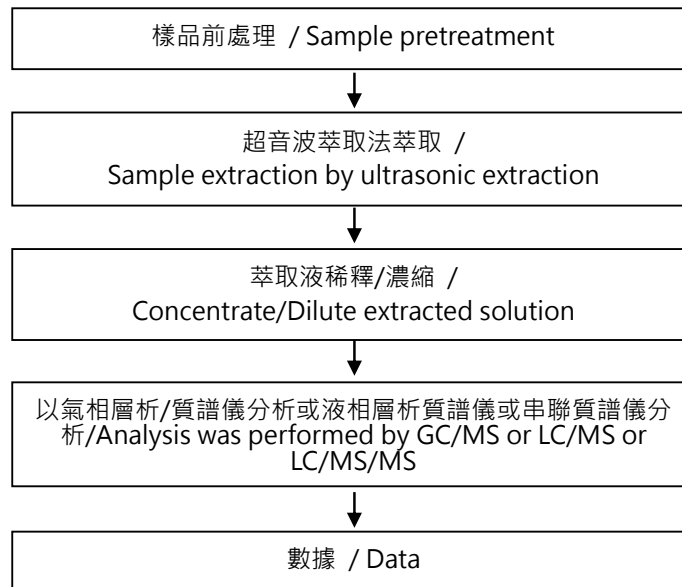 樣品前處理 / Sample pretreatment
超音波萃取法萃取 /
Sample extraction by ultrasonic extraction
萃取液稀釋/濃縮 /
Concentrate/Dilute extracted solution
以氣相層析/質譜儀分析或液相層析質譜儀或串聯質譜儀分
析/Analysis was performed by GC/MS or LC/MS or
LC/MS/MS
數據 / Data